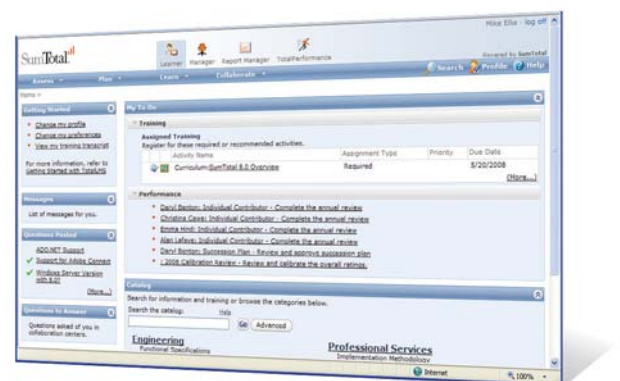 Mike Ellis - log off
SumTotal
Learner Manager Report Manager TotalPerformance
Powered by SumTotal
Assess Plan Learn Collaborate
Search Profile Help
Home >
Getting Started
• Change my profile
• Change my preferences
• View my training transcript
For more information, refer to
Getting Started with TotalLMS
Messages
List of messages for you.
Questions Posted
ADO.NET Support
Support for Adobe Connect
Windows Server Version
with 8.0?
(More...)
Questions to Answer
Questions asked of you in
collaboration centers.
My To Do
Training
Assigned Training
Register for these required or recommended activities.
Activity Name Assignment Type Priority Due Date
Curriculum:SumTotal 8.0 Overview Required 5/20/2008
(More...)
Performance
• Daryl Benton: Individual Contributor - Complete the annual review
• Christina Cawe: Individual Contributor - Complete the annual review
• Emma Hind: Individual Contributor - Complete the annual review
• Alan Lafave: Individual Contributor - Complete the annual review
• Daryl Benton: Succession Plan - Review and approve succession plan
• : 2008 Calibration Review - Review and calibrate the overall ratings.
Catalog
Search for information and training or browse the categories below.
Search the catalog: Help
Go Advanced
Engineering
Functional Specifications
Professional Services
Implementation Methodology
Internet
100%